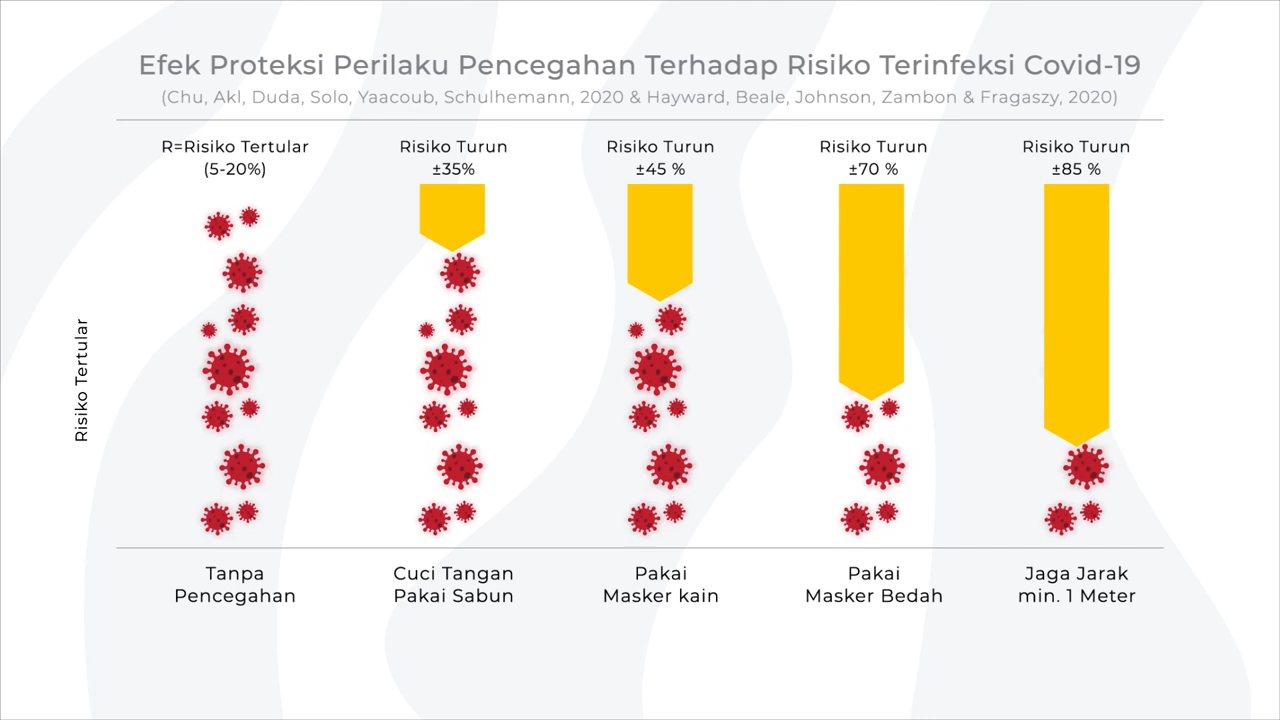 Efek Proteksi Perilaku Pencegahan Terhadap Risiko Terinfeksi Covid-19
(Chu, Akl, Duda, Solo, Yaacoub, Schulhemann, 2020 & Hayward, Beale, Johnson, Zambon & Fragaszy, 2020)
R=Risiko Tertular
(5-20%)
Risiko Turun
±35%
Risiko Turun
±45 %
Risiko Turun
±70 %
Risiko Turun
±85 %
Risiko Tertular
Tanpa
Pencegahan
Cuci Tangan
Pakai Sabun
Pakai
Masker kain
Pakai
Masker Bedah
Jaga Jarak
min. 1 Meter